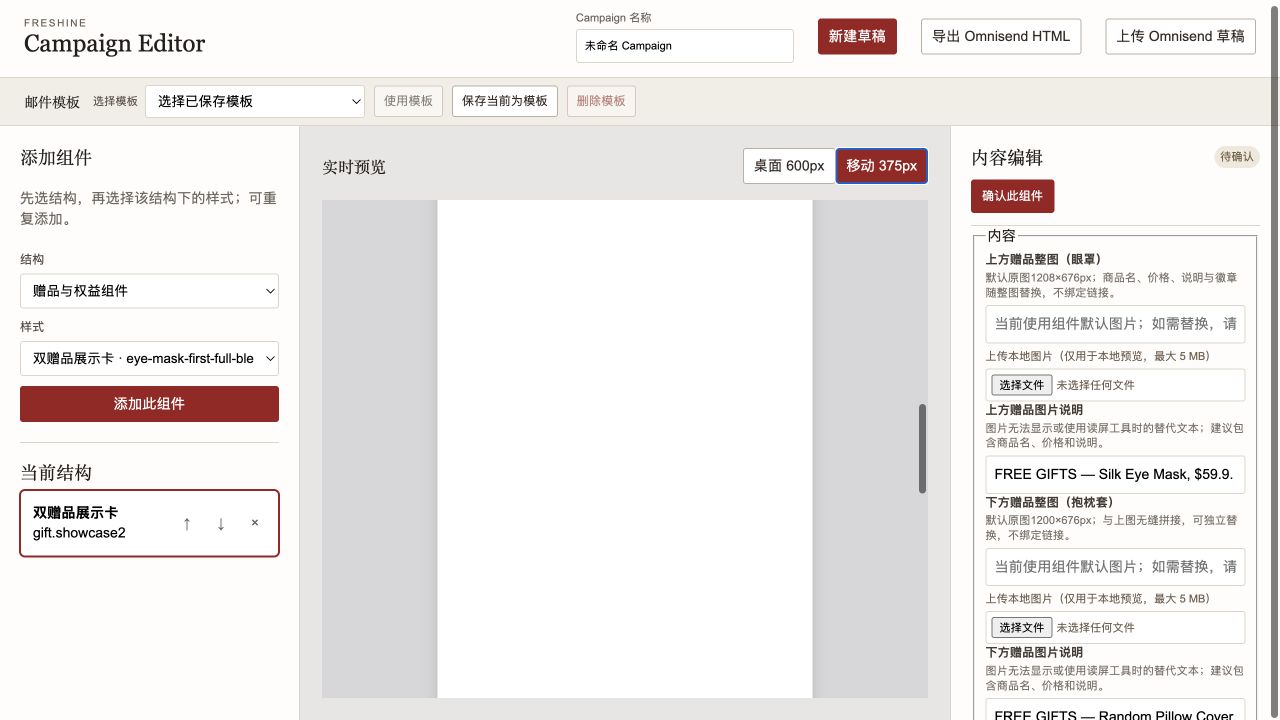 FRESHINE
Campaign Editor
Campaign 名称
未命名 Campaign
新建草稿
导出 Omnisend HTML
上传 Omnisend 草稿
邮件模板
选择模板
选择已保存模板
使用模板
保存当前为模板
删除模板
添加组件
先选结构，再选择该结构下的样式；可重
复添加。
结构
赠品与权益组件
样式
双赠品展示卡 · eye-mask-first-full-ble
添加此组件
当前结构
双赠品展示卡
gift.showcase2
↑
↓
×
实时预览
桌面 600px
移动 375px
内容编辑
待确认
确认此组件
内容
上方赠品整图（眼罩）
默认原图1208×676px；商品名、价格、说明与徽章
随整图替换，不绑定链接。
当前使用组件默认图片；如需替换，请
上传本地图片（仅用于本地预览，最大 5 MB）
选择文件 未选择任何文件
上方赠品图片说明
图片无法显示或使用读屏工具时的替代文本；建议包
含商品名、价格和说明。
FREE GIFTS — Silk Eye Mask, $59.9.
下方赠品整图（抱枕套）
默认原图1200×676px；与上图无缝拼接，可独立替
换，不绑定链接。
当前使用组件默认图片；如需替换，请
上传本地图片（仅用于本地预览，最大 5 MB）
选择文件 未选择任何文件
下方赠品图片说明
图片无法显示或使用读屏工具时的替代文本；建议包
含商品名、价格和说明。
FREE GIFTS — Random Pillow Cover